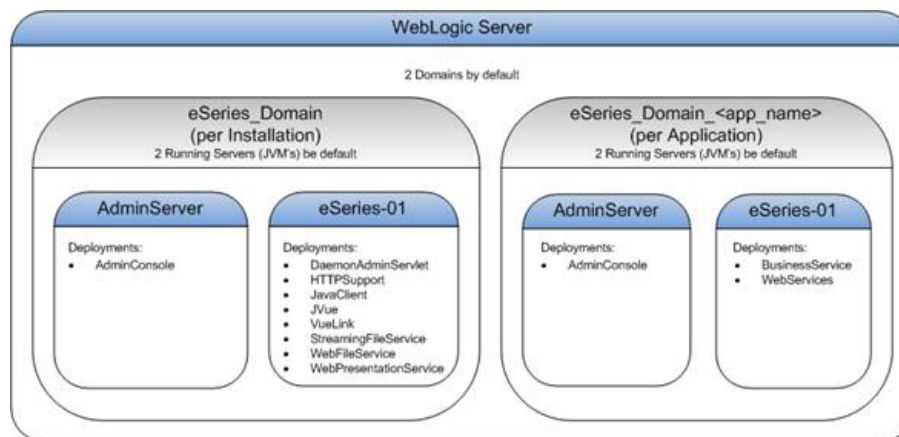 WebLogic Server
2 Domains by default
eSeries_Domain
(per Installation)
2 Running Servers (JVM's) be default
AdminServer
Deployments:
• AdminConsole
eSeries-01
Deployments:
• DaemonAdminServlet
• HTTPSupport
• JavaClient
• JVue
• VueLink
• StreamingFileService
• WebFileService
• WebPresentationService
eSeries_Domain_<app_name>
(per Application)
2 Running Servers (JVM's) be default
AdminServer
Deployments:
• AdminConsole
eSeries-01
Deployments:
• BusinessService
• WebServices